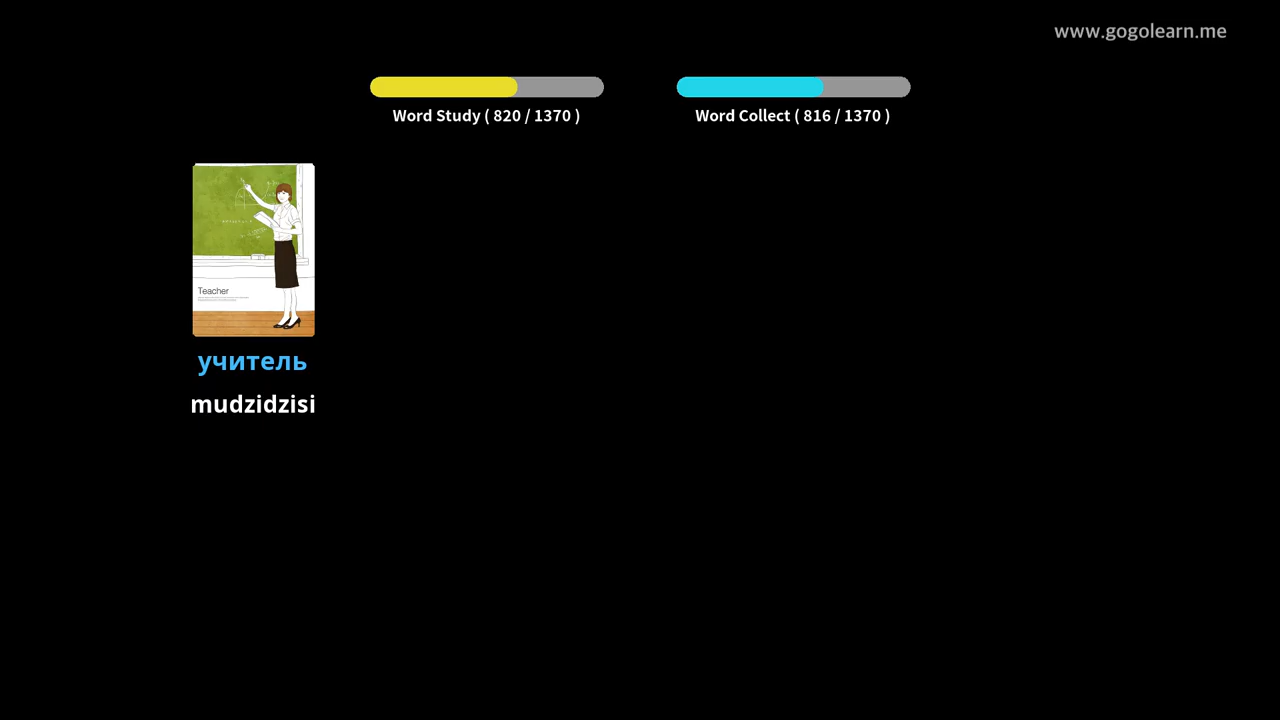 www.gogolearn.me
Word Study ( 820 / 1370 )
Word Collect ( 816 / 1370 )
Teacher
учитель
mudzidzisi